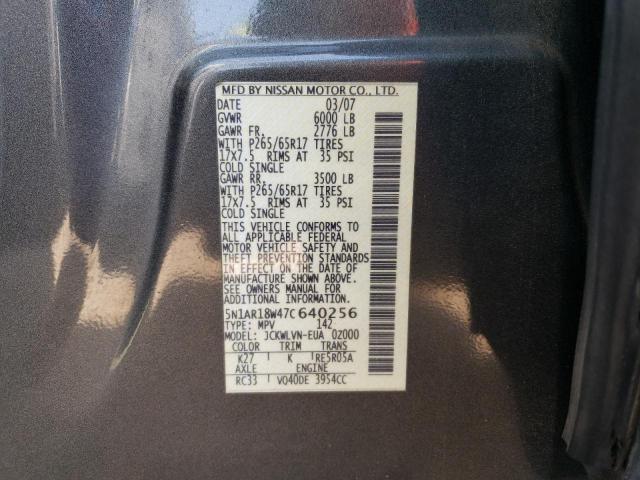 MFD BY NISSAN MOTOR CO., LTD.
DATE 03/07
GVWR 6000 LB
GAWR FR. 2776 LB
WITH P265/65R17 TIRES
17X7.5 RIMS AT 35 PSI
COLD SINGLE
GAWR RR. 3500 LB
WITH P265/65R17 TIRES
17X7.5 RIMS AT 35 PSI
COLD SINGLE
THIS VEHICLE CONFORMS TO
ALL APPLICABLE FEDERAL
MOTOR VEHICLE SAFETY AND
THEFT PREVENTION STANDARDS
IN EFFECT ON THE DATE OF
MANUFACTURE SHOWN ABOVE.
SEE OWNERS MANUAL FOR
ADDITIONAL INFORMATION
5N1AR18W47C640256
TYPE: MPV 142
MODEL: JCKWLVN-EUA 02000
COLOR TRIM TRANS
K27 K RE5R05A
AXLE ENGINE
RC33 VQ40DE 3954CC